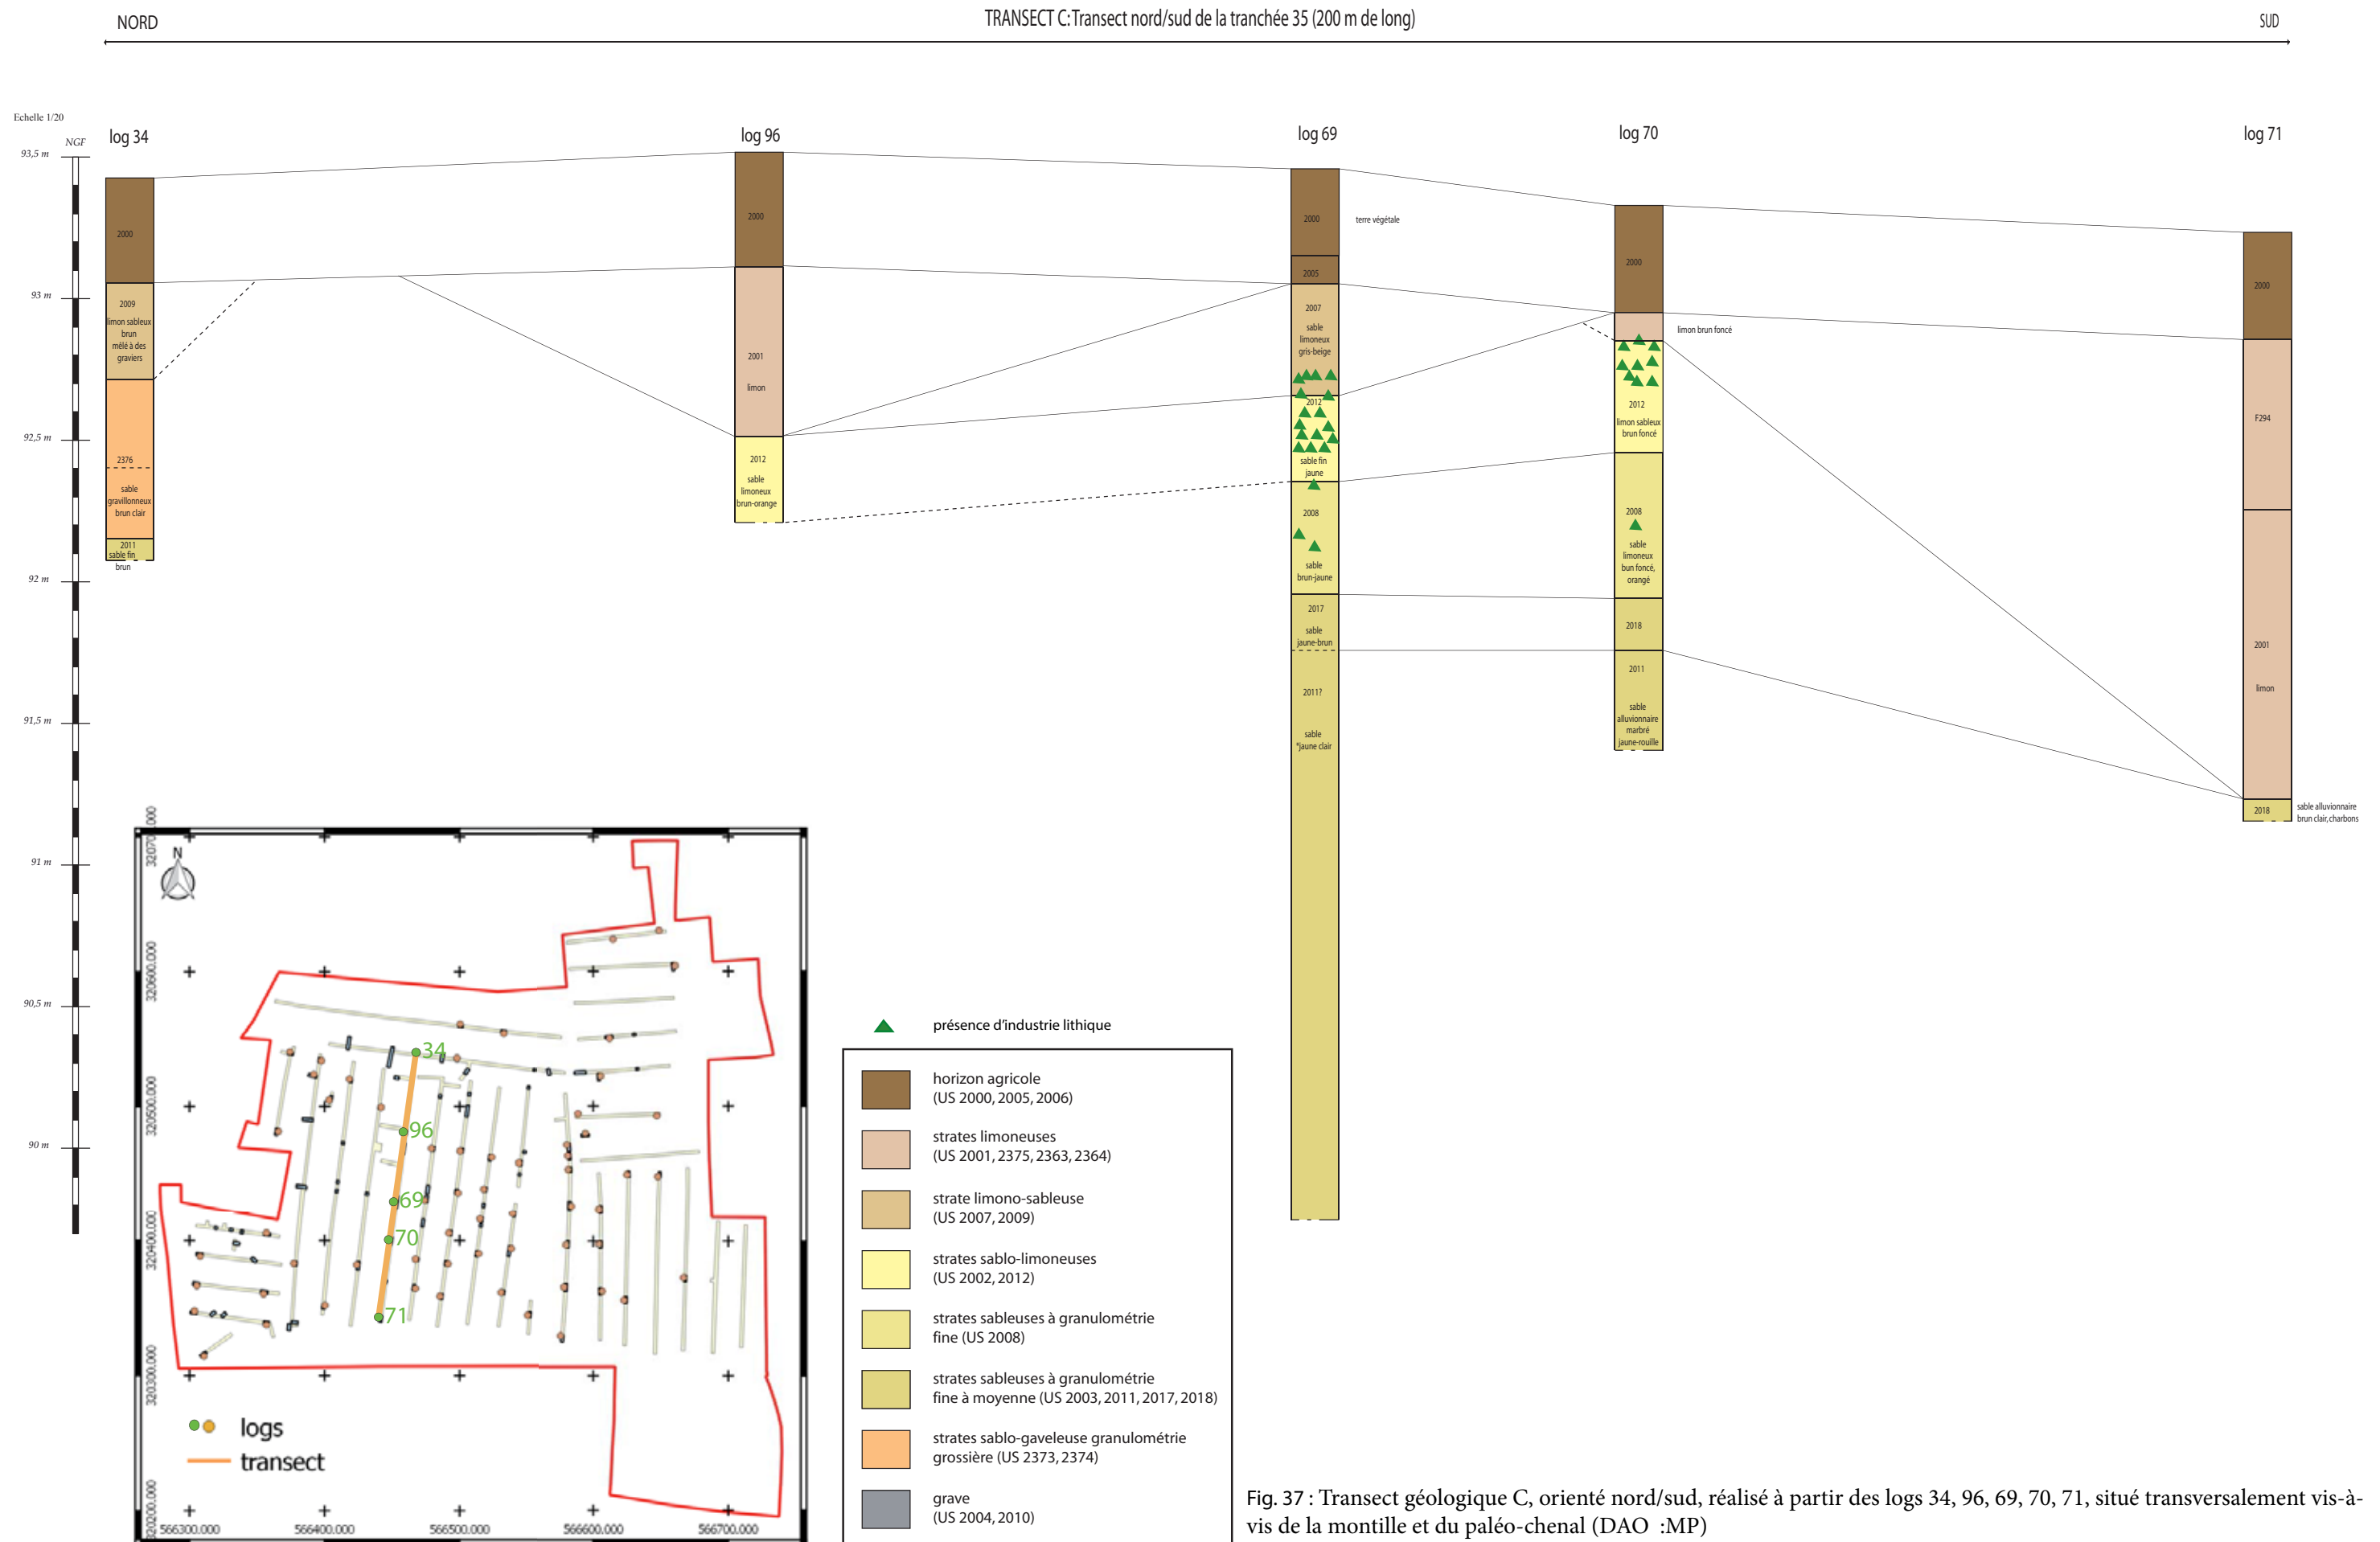 NORD
TRANSECT C:Transect nord/sud de la tranchée 35 (200 m de long)
SUD
Echelle 1/20
NGF
93,5 m
93 m
92,5 m
92 m
91,5 m
91 m
90,5 m
90 m
log 34
2000
2009
limon sableux
brun
mêlé à des
graviers
2376
sable
gravillonneux
brun clair
2011
sable fin
brun
log 96
2000
2001
limon
2012
sable
limoneux
brun-orange
log 69
2000
terre végétale
2005
2007
sable
limoneux
gris-beige
2012
sable fin
jaune
2008
sable
brun-jaune
2017
sable
jaune-brun
2011?
sable
°jaune clair
log 70
2000
limon brun foncé
2012
limon sableux
brun foncé
2008
sable
limoneux
bun foncé,
orangé
2018
2011
sable
alluvionnaire
marbré
jaune-rouille
log 71
2000
F294
2001
limon
2018
sable alluvionnaire
brun clair, charbons
N
320600.000
320500.000
320400.000
320300.000
320200.000
34
96
69
70
71
logs
transect
566300.000
566400.000
566500.000
566600.000
566700.000
présence d'industrie lithique
horizon agricole
(US 2000, 2005, 2006)
strates limoneuses
(US 2001, 2375, 2363, 2364)
strate limono-sableuse
(US 2007, 2009)
strates sablo-limoneuses
(US 2002, 2012)
strates sableuses à granulométrie
fine (US 2008)
strates sableuses à granulométrie
fine à moyenne (US 2003, 2011, 2017, 2018)
strates sablo-gaveleuse granulométrie
grossière (US 2373, 2374)
grave
(US 2004, 2010)
Fig. 37 : Transect géologique C, orienté nord/sud, réalisé à partir des logs 34, 96, 69, 70, 71, situé transversalement vis-à-
vis de la montille et du paléo-chenal (DAO :MP)